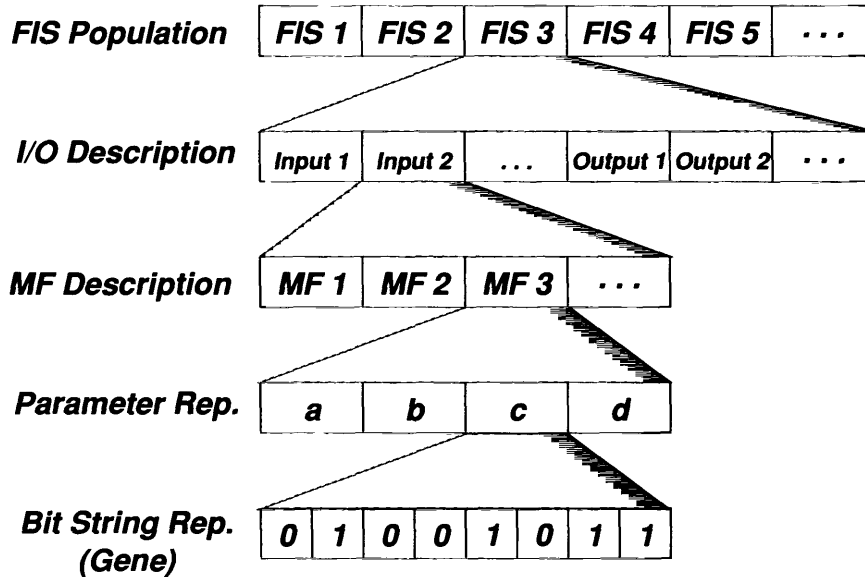 FIS Population FIS 1 FIS 2 FIS 3 FIS 4 FIS 5 ...
I/O Description Input 1 Input 2 ... Output 1 Output 2 ...
MF Description MF 1 MF 2 MF 3 ...
Parameter Rep. a b c d
Bit String Rep. 0 1 0 0 1 0 1 1
(Gene)